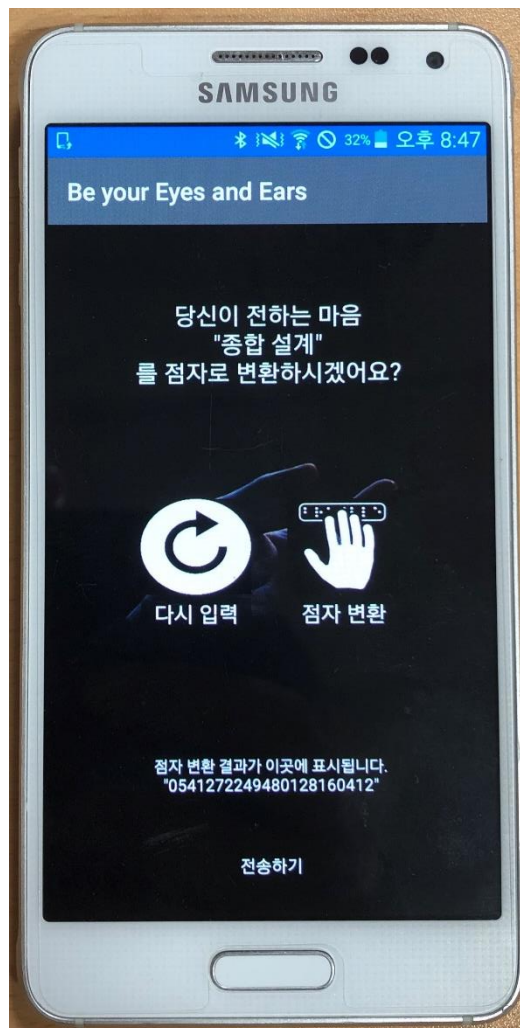 SAMSUNG
32% 오후 8:47
Be your Eyes and Ears
당신이 전하는 마음
"종합 설계"
를 점자로 변환하시겠어요?
다시 입력
점자 변환
점자 변환 결과가 이곳에 표시됩니다.
"0541272249480128160412"
전송하기